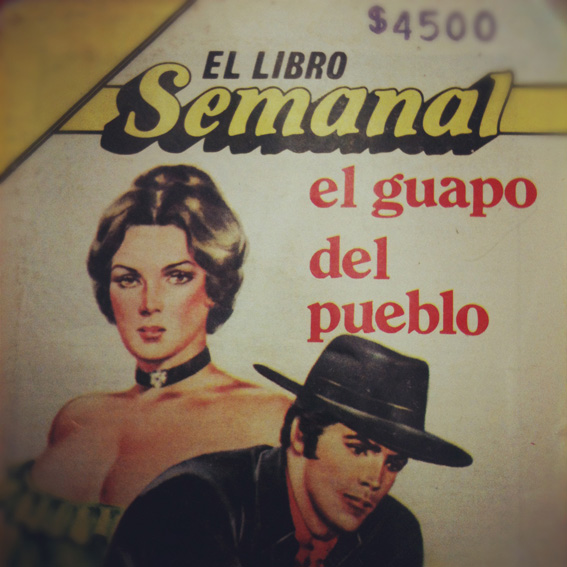 $4500
EL LIBRO
Semanal
el guapo
del
pueblo